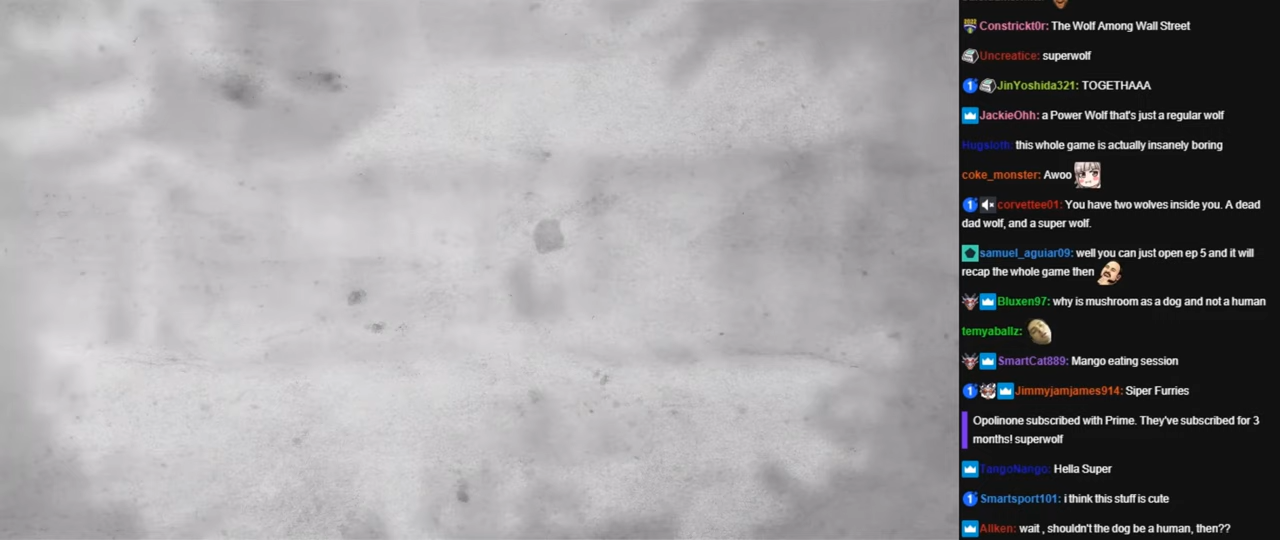 Constrickt0r: The Wolf Among Wall Street
Uncreatice: superwolf
JinYoshida321: TOGETHAAA
JackieOhh: a Power Wolf that's just a regular wolf
Hugsloth: this whole game is actually insanely boring
coke_monster: Awoo
corvettee01: You have two wolves inside you. A dead
dad wolf, and a super wolf.
samuel_aguiar09: well you can just open ep 5 and it will
recap the whole game then
Bluxen97: why is mushroom as a dog and not a human
temyaballz:
SmartCat889: Mango eating session
Jimmyjamjames914: Siper Furries
Opolinone subscribed with Prime. They've subscribed for 3
months! superwolf
TangoNango: Hella Super
Smartsport101: i think this stuff is cute
Allken: wait , shouldn't the dog be a human, then??